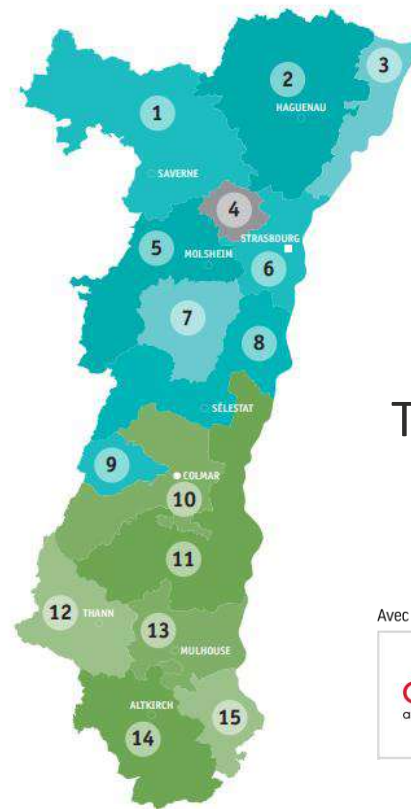 1
2
3
HAGUENAU
SAVERNE
4
STRASBOURG
5
MOLSHEIM
6
7
8
SÉLESTAT
9
COLMAR
10
11
12
THANN
13
MULHOUSE
ALTKIRCH
14
15
T
Avec
a